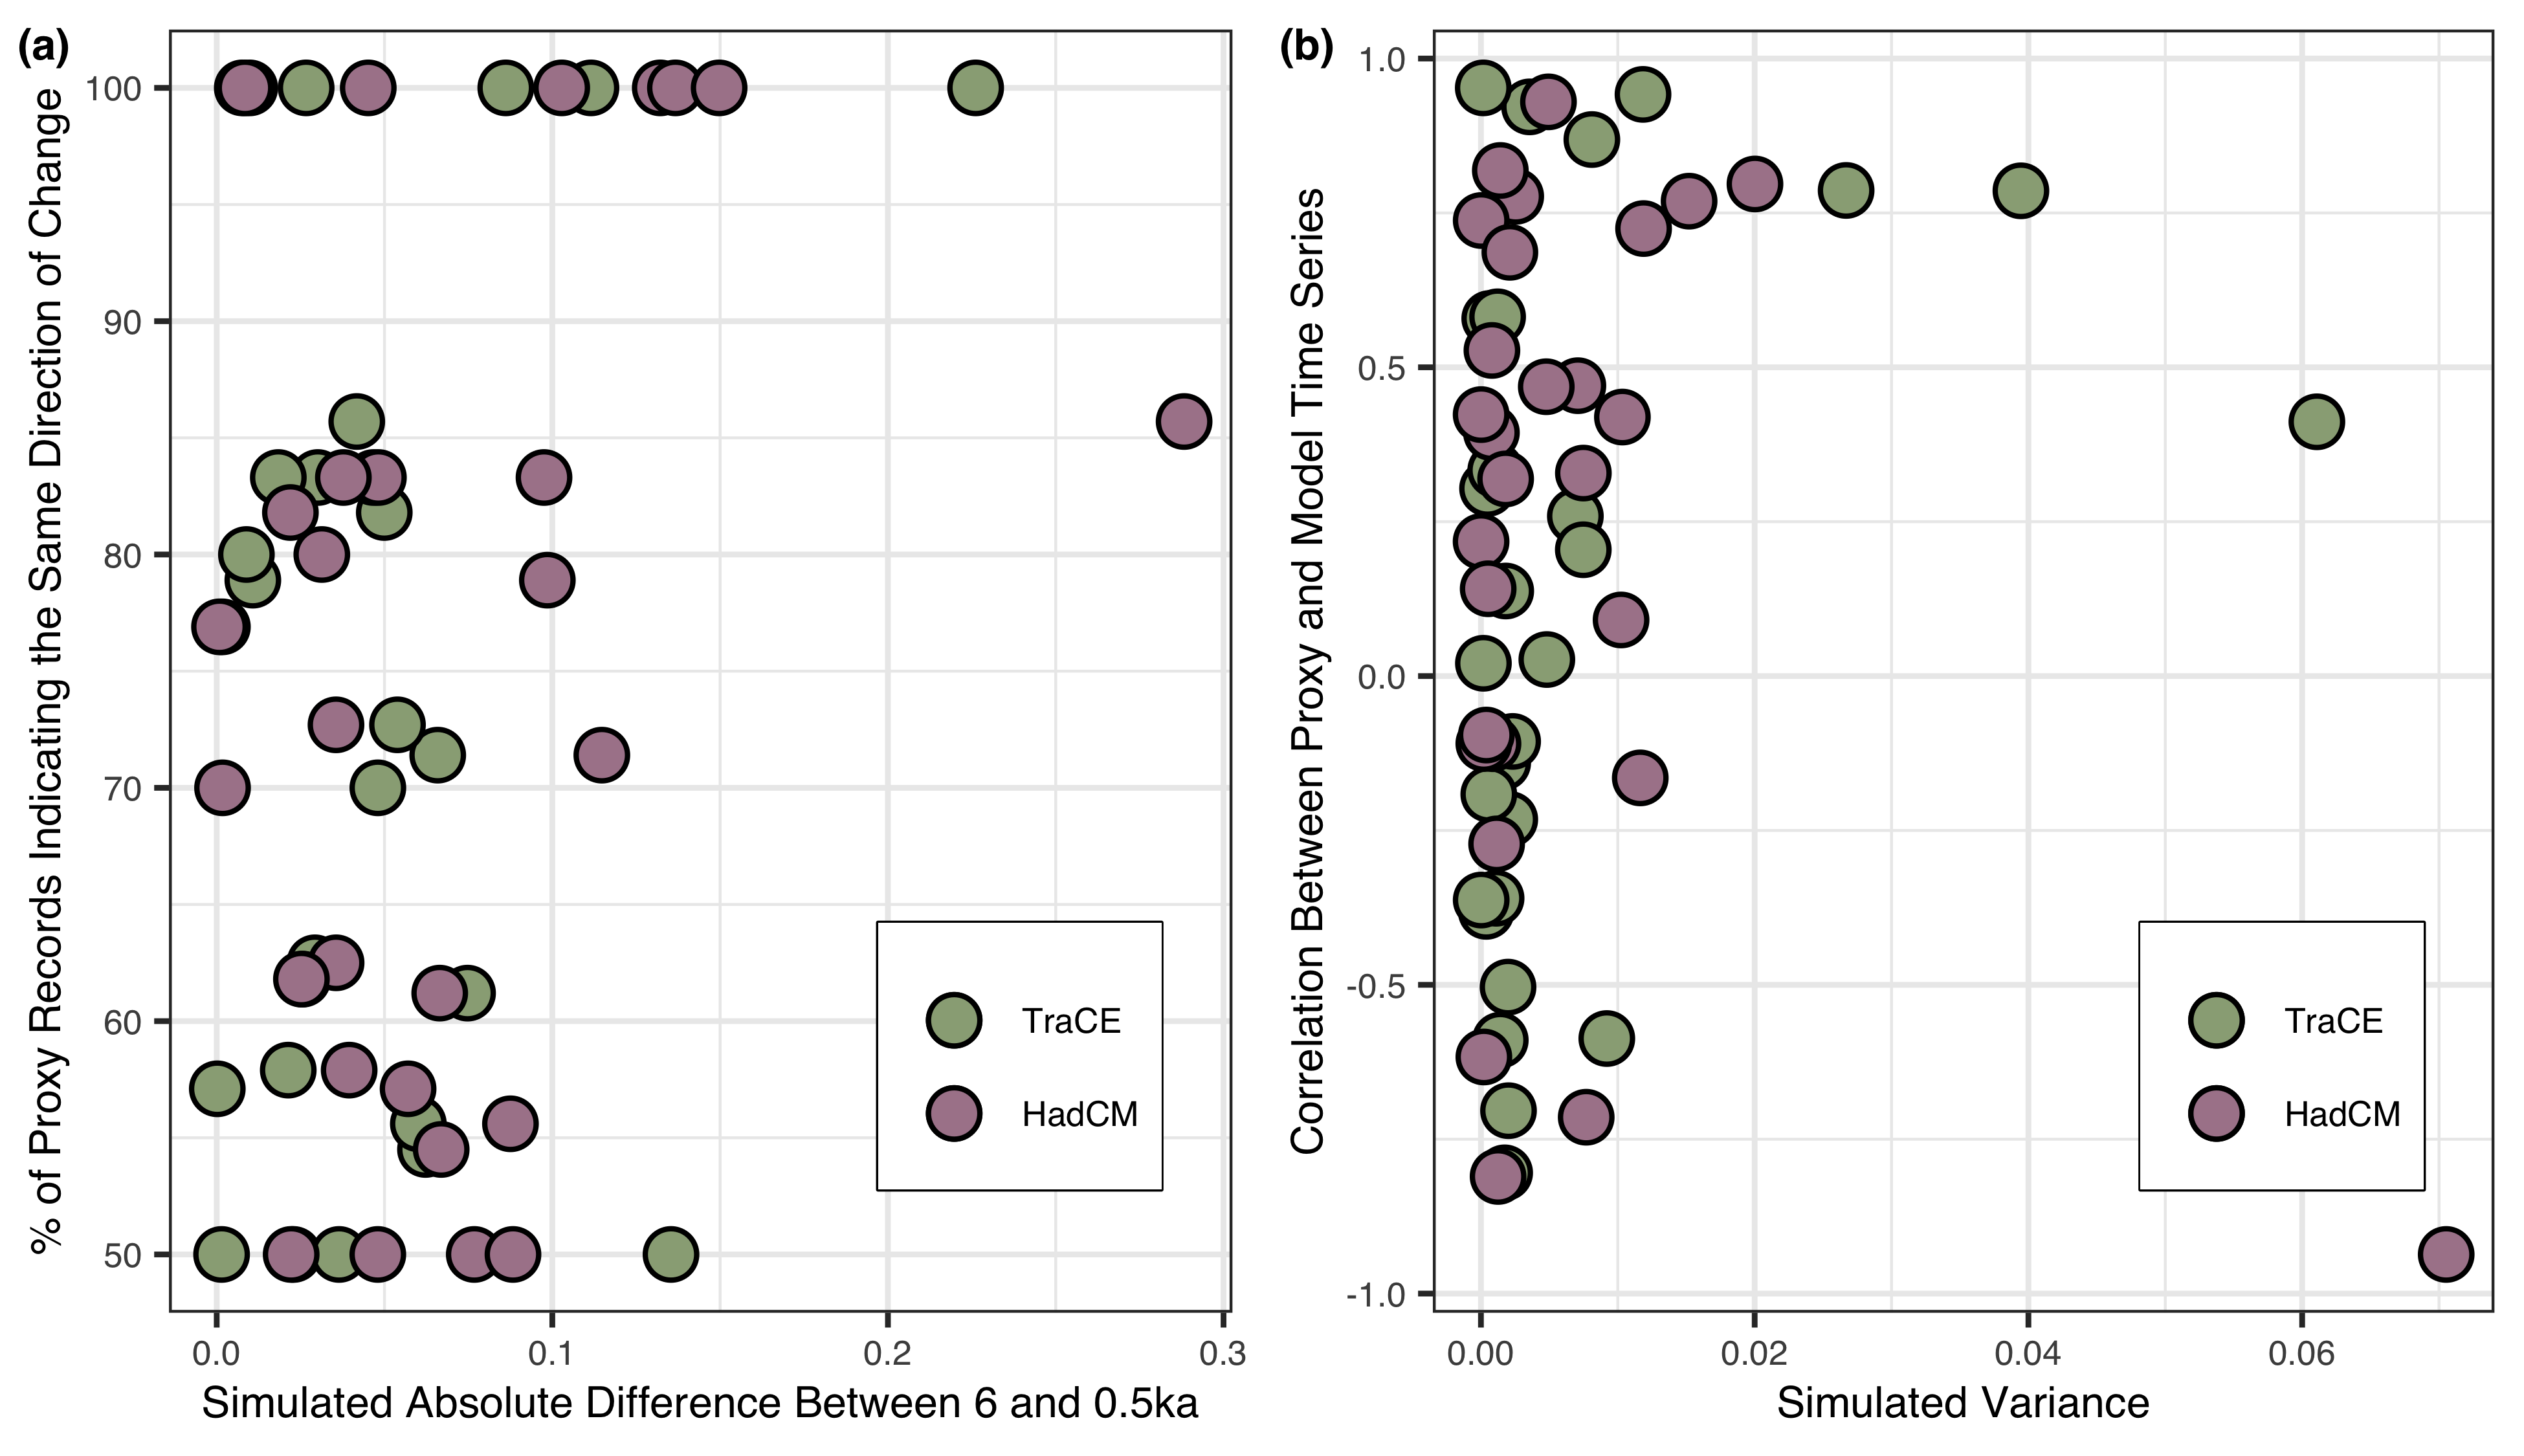 (a)
% of Proxy Records Indicating the Same Direction of Change
100
90
80
70
60
50
0.0 0.1 0.2 0.3
Simulated Absolute Difference Between 6 and 0.5ka
TraCE
HadCM
(b)
Correlation Between Proxy and Model Time Series
1.0
0.5
0.0
-0.5
-1.0
0.00 0.02 0.04 0.06
Simulated Variance
TraCE
HadCM